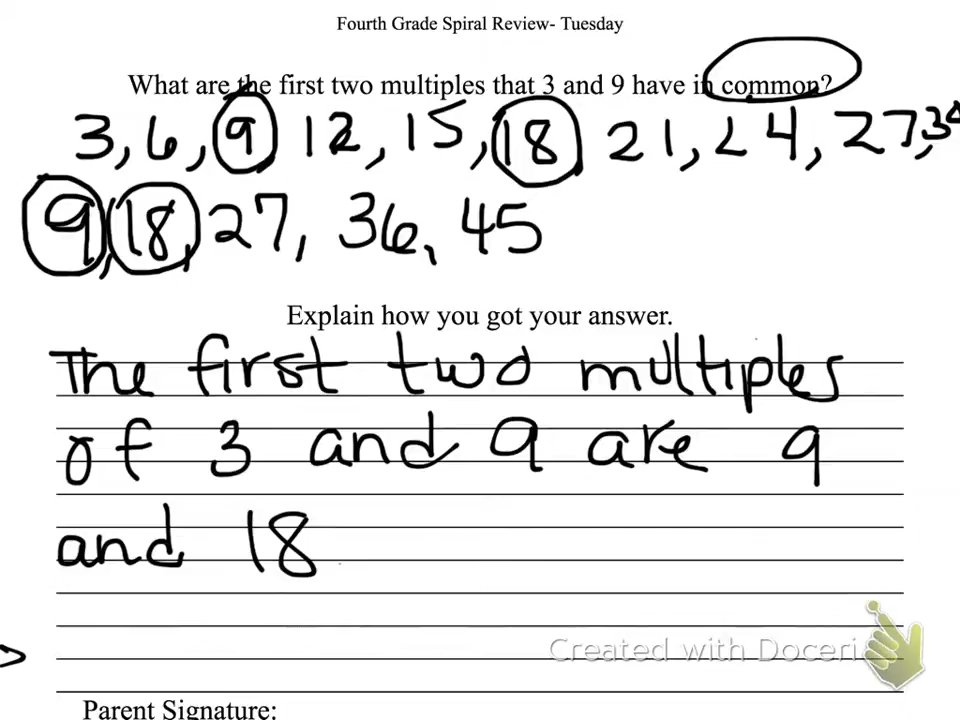 Fourth Grade Spiral Review- Tuesday
What are the first two multiples that 3 and 9 have in common?
3, 6, 9 12, 15, 18 21, 24, 27,
9, 18, 27, 36, 45
Explain how you got your answer.
The first two multiples
of 3 and 9 are 9
and 18
Created with Doceri
Parent Signature: